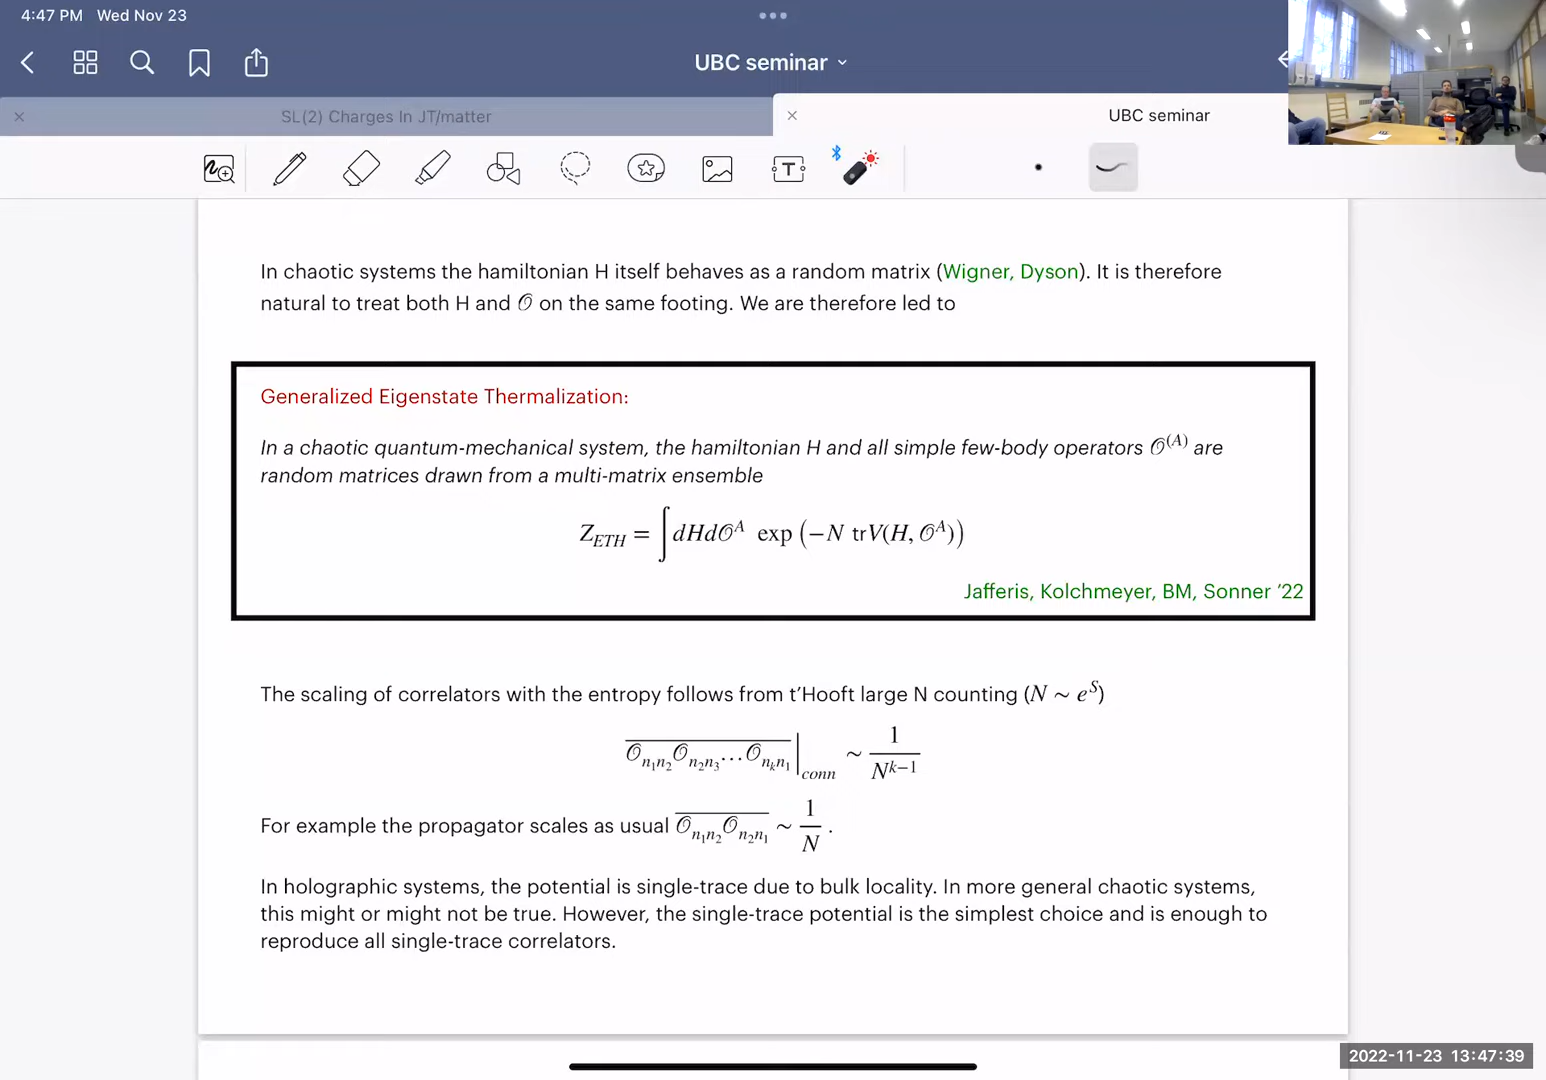 4:47 PM Wed Nov 23
UBC seminar
SL(2) Charges In JT/matter
UBC seminar
In chaotic systems the hamiltonian H itself behaves as a random matrix (Wigner, Dyson). It is therefore
natural to treat both H and 𝒪 on the same footing. We are therefore led to
Generalized Eigenstate Thermalization:
In a chaotic quantum-mechanical system, the hamiltonian H and all simple few-body operators 𝒪^(A) are
random matrices drawn from a multi-matrix ensemble
Z_{ETH} = ∫ dHd𝒪^A exp (−N trV(H, 𝒪^A))
Jafferis, Kolchmeyer, BM, Sonner ’22
The scaling of correlators with the entropy follows from t’Hooft large N counting (N ∼ e^S)
\overline{𝒪_{n_1n_2}𝒪_{n_2n_3}⋯𝒪_{n_kn_1}}|_{conn} ∼ \frac{1}{N^{k−1}}
For example the propagator scales as usual \overline{𝒪_{n_1n_2}𝒪_{n_2n_1}} ∼ \frac{1}{N} .
In holographic systems, the potential is single-trace due to bulk locality. In more general chaotic systems,
this might or might not be true. However, the single-trace potential is the simplest choice and is enough to
reproduce all single-trace correlators.
2022-11-23 13:47:39